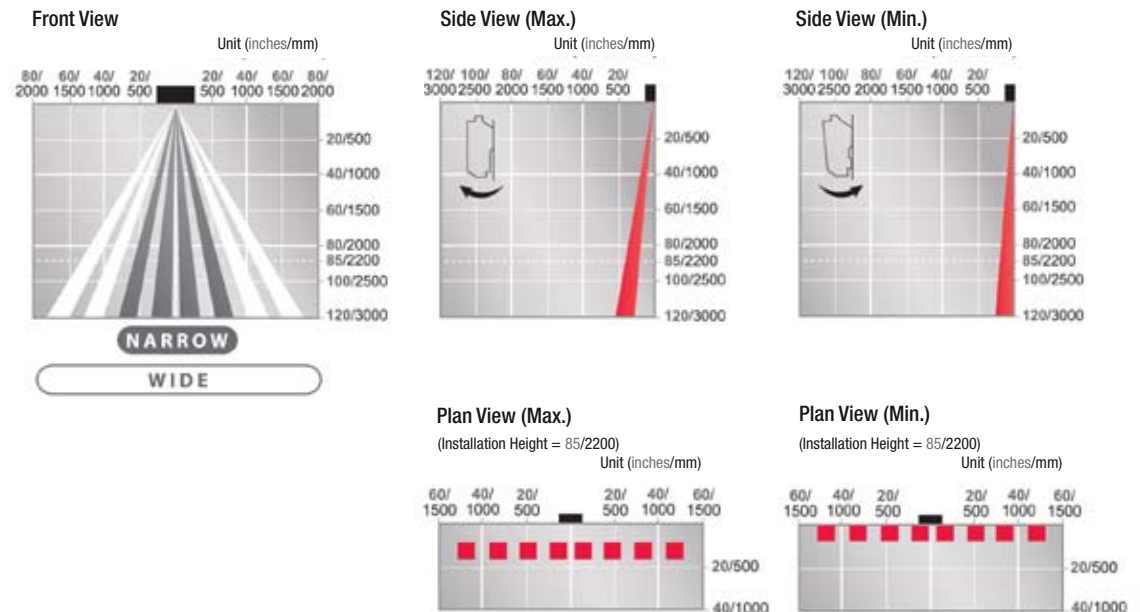 Front View
Unit (inches/mm)
80/ 60/ 40/ 20/ 20/ 40/ 60/ 80/
2000 1500 1000 500 500 1000 1500 2000
20/500
40/1000
60/1500
80/2000
85/2200
100/2500
120/3000
NARROW
WIDE
Side View (Max.)
Unit (inches/mm)
120/ 100/ 80/ 60/ 40/ 20/
3000 2500 2000 1500 1000 500
20/500
40/1000
60/1500
80/2000
85/2200
100/2500
120/3000
Side View (Min.)
Unit (inches/mm)
120/ 100/ 80/ 60/ 40/ 20/
3000 2500 2000 1500 1000 500
20/500
40/1000
60/1500
80/2000
85/2200
100/2500
120/3000
Plan View (Max.)
(Installation Height = 85/2200)
Unit (inches/mm)
60/ 40/ 20/ 20/ 40/ 60/
1500 1000 500 500 1000 1500
20/500
40/1000
Plan View (Min.)
(Installation Height = 85/2200)
Unit (inches/mm)
60/ 40/ 20/ 20/ 40/ 60/
1500 1000 500 500 1000 1500
20/500
40/1000